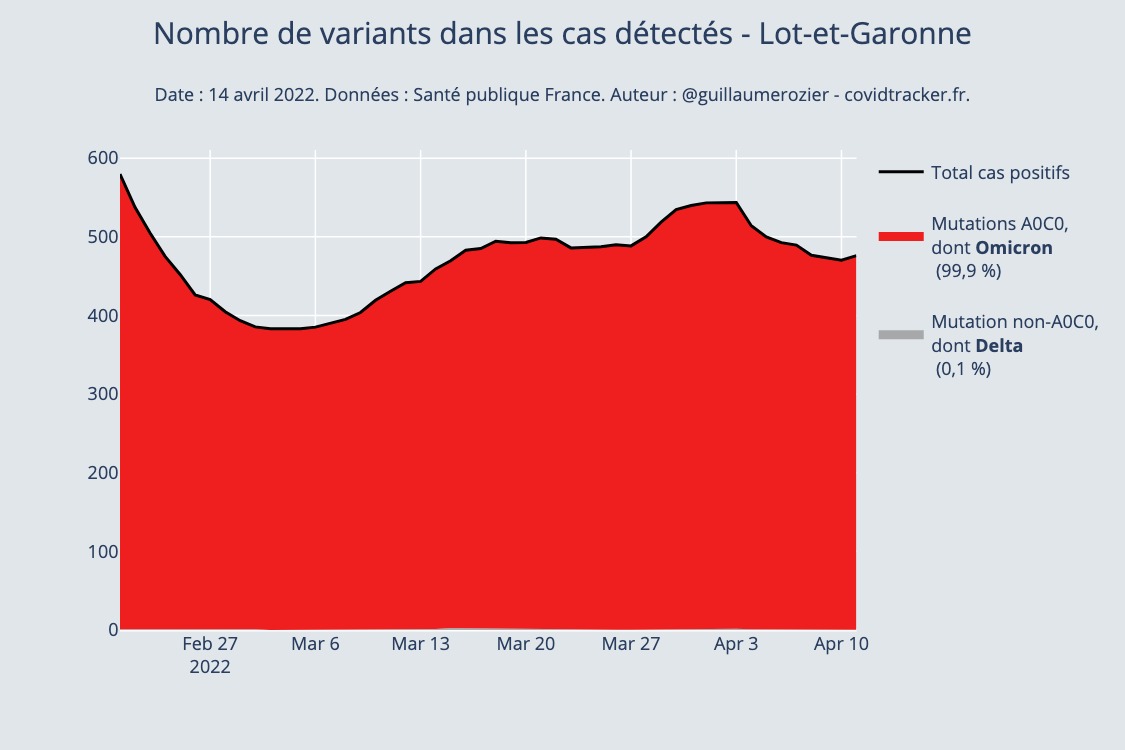 Nombre de variants dans les cas détectés - Lot-et-Garonne
Date : 14 avril 2022. Données : Santé publique France. Auteur : @guillaumerozier - covidtracker.fr.
600
500
400
300
200
100
0
Feb 27
2022
Mar 6
Mar 13
Mar 20
Mar 27
Apr 3
Apr 10
Total cas positifs
Mutations A0C0,
dont Omicron
(99,9 %)
Mutation non-A0C0,
dont Delta
(0,1 %)